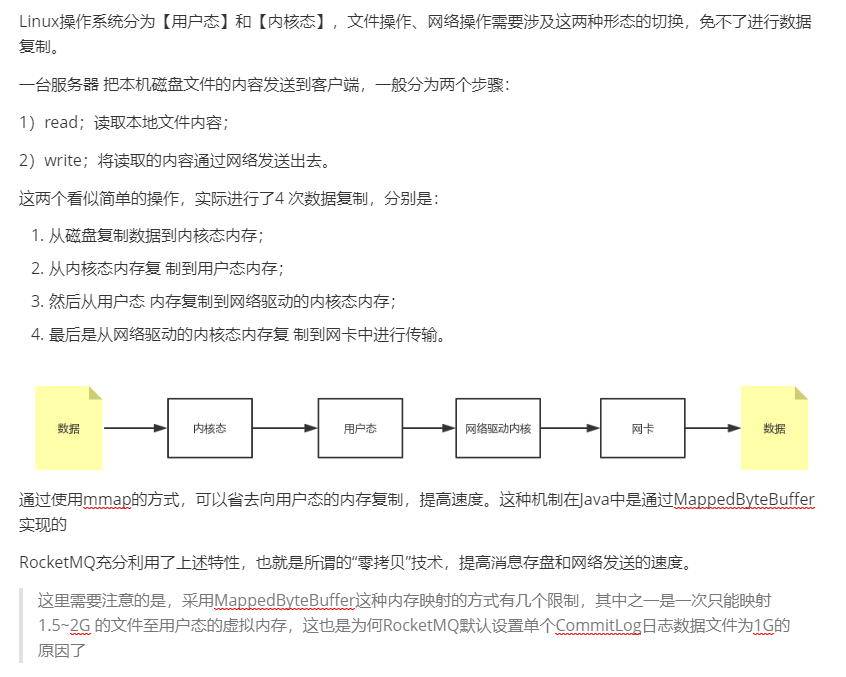 Linux操作系统分为【用户态】和【内核态】，文件操作、网络操作需要涉及这两种形态的切换，免不了进行数据
复制。
一台服务器 把本机磁盘文件的内容发送到客户端，一般分为两个步骤：
1）read；读取本地文件内容；
2）write；将读取的内容通过网络发送出去。
这两个看似简单的操作，实际进行了4 次数据复制，分别是：
1. 从磁盘复制数据到内核态内存；
2. 从内核态内存复 制到用户态内存；
3. 然后从用户态 内存复制到网络驱动的内核态内存；
4. 最后是从网络驱动的内核态内存复 制到网卡中进行传输。
数据
内核态
用户态
网络驱动内核
网卡
数据
通过使用mmap的方式，可以省去向用户态的内存复制，提高速度。这种机制在Java中是通过MappedByteBuffer
实现的
RocketMQ充分利用了上述特性，也就是所谓的“零拷贝”技术，提高消息存盘和网络发送的速度。
这里需要注意的是，采用MappedByteBuffer这种内存映射的方式有几个限制，其中之一是一次只能映射
1.5~2G 的文件至用户态的虚拟内存，这也是为何RocketMQ默认设置单个CommitLog日志数据文件为1G的
原因了